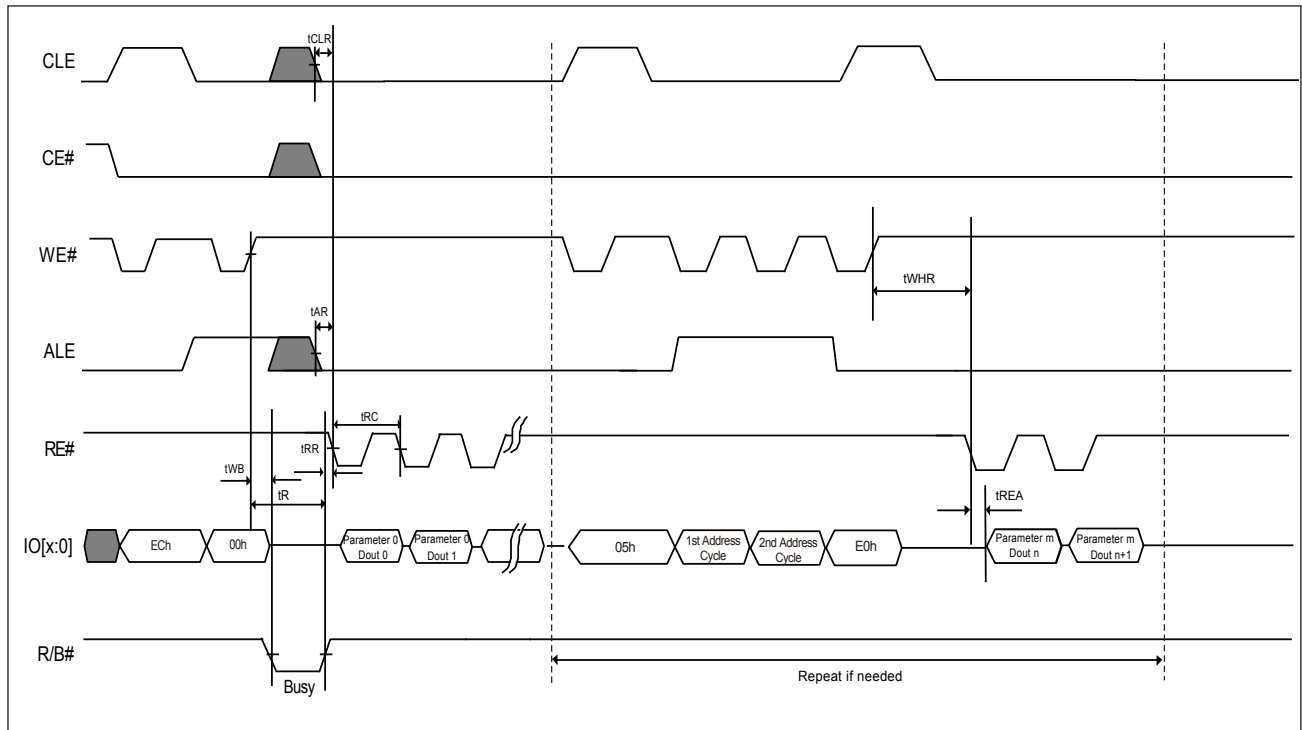 tCLR
CLE
CE#
WE#
tWHR
tAR
ALE
tRC
RE#
tRR
tWB
tR
tREA
IO[x:0]
ECh
00h
Parameter 0
Dout 0
Parameter 0
Dout 1
05h
1st Address
Cycle
2nd Address
Cycle
E0h
Parameter m
Dout n
Parameter m
Dout n+1
R/B#
Busy
Repeat if needed